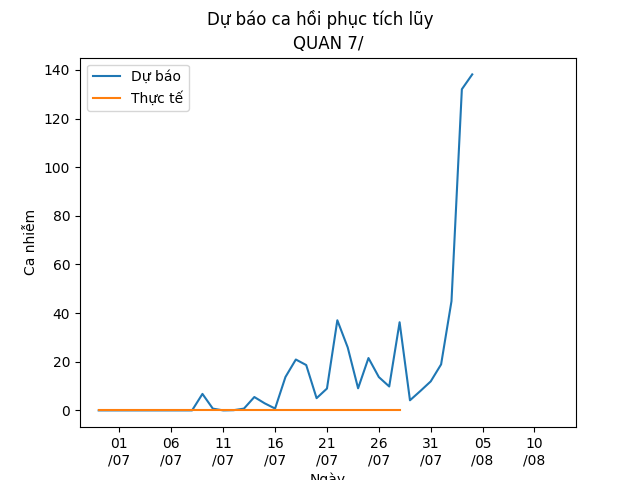 Dự báo ca hồi phục tích lũy
QUAN 7/
Dự báo
Thực tế
Ca nhiễm
140
120
100
80
60
40
20
0
01 06 11 16 21 26 31 05 10
/07 /07 /07 /07 /07 /07 /07 /08 /08
Ngày